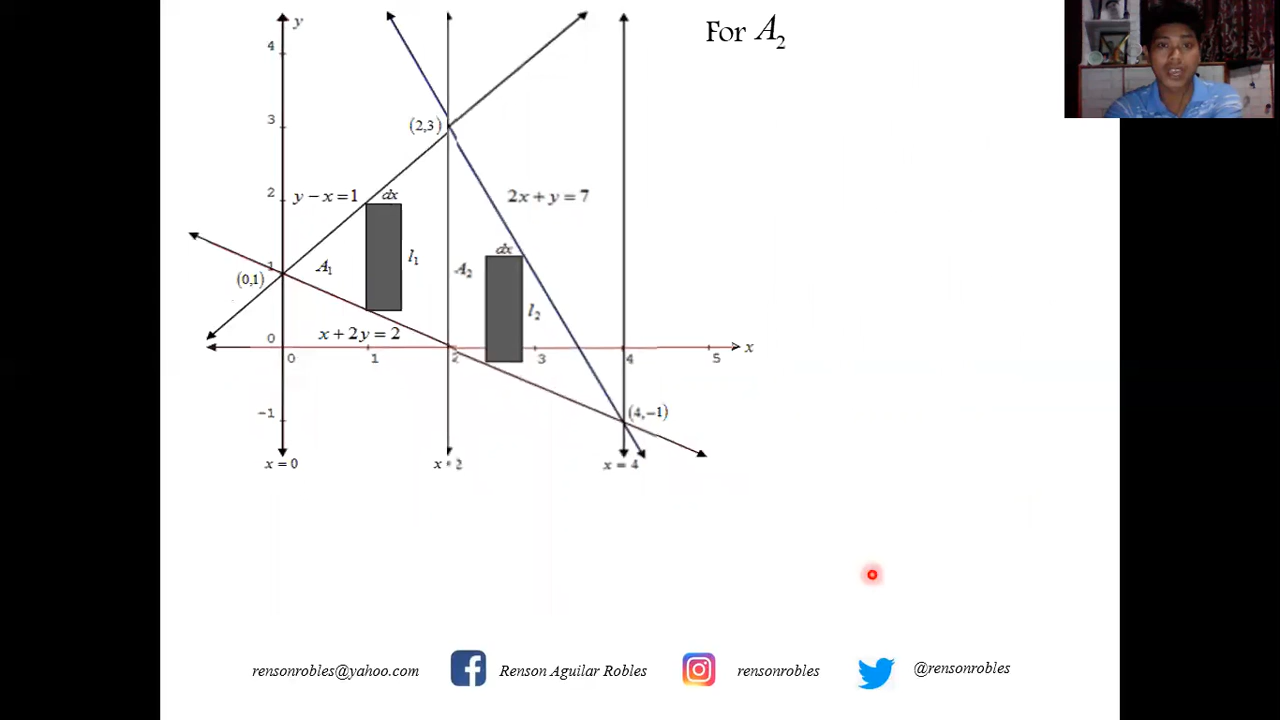 For A₂
y
4
3
(2,3)
2
y − x = 1
dx
2x + y = 7
l₁
dx
1
(0,1)
A₁
A₂
l₂
x + 2y = 2
0
x
0
1
2
3
4
5
−1
(4,−1)
x = 0
x = 2
x = 4
rensonrobles@yahoo.com
Renson Aguilar Robles
rensonrobles
@rensonrobles